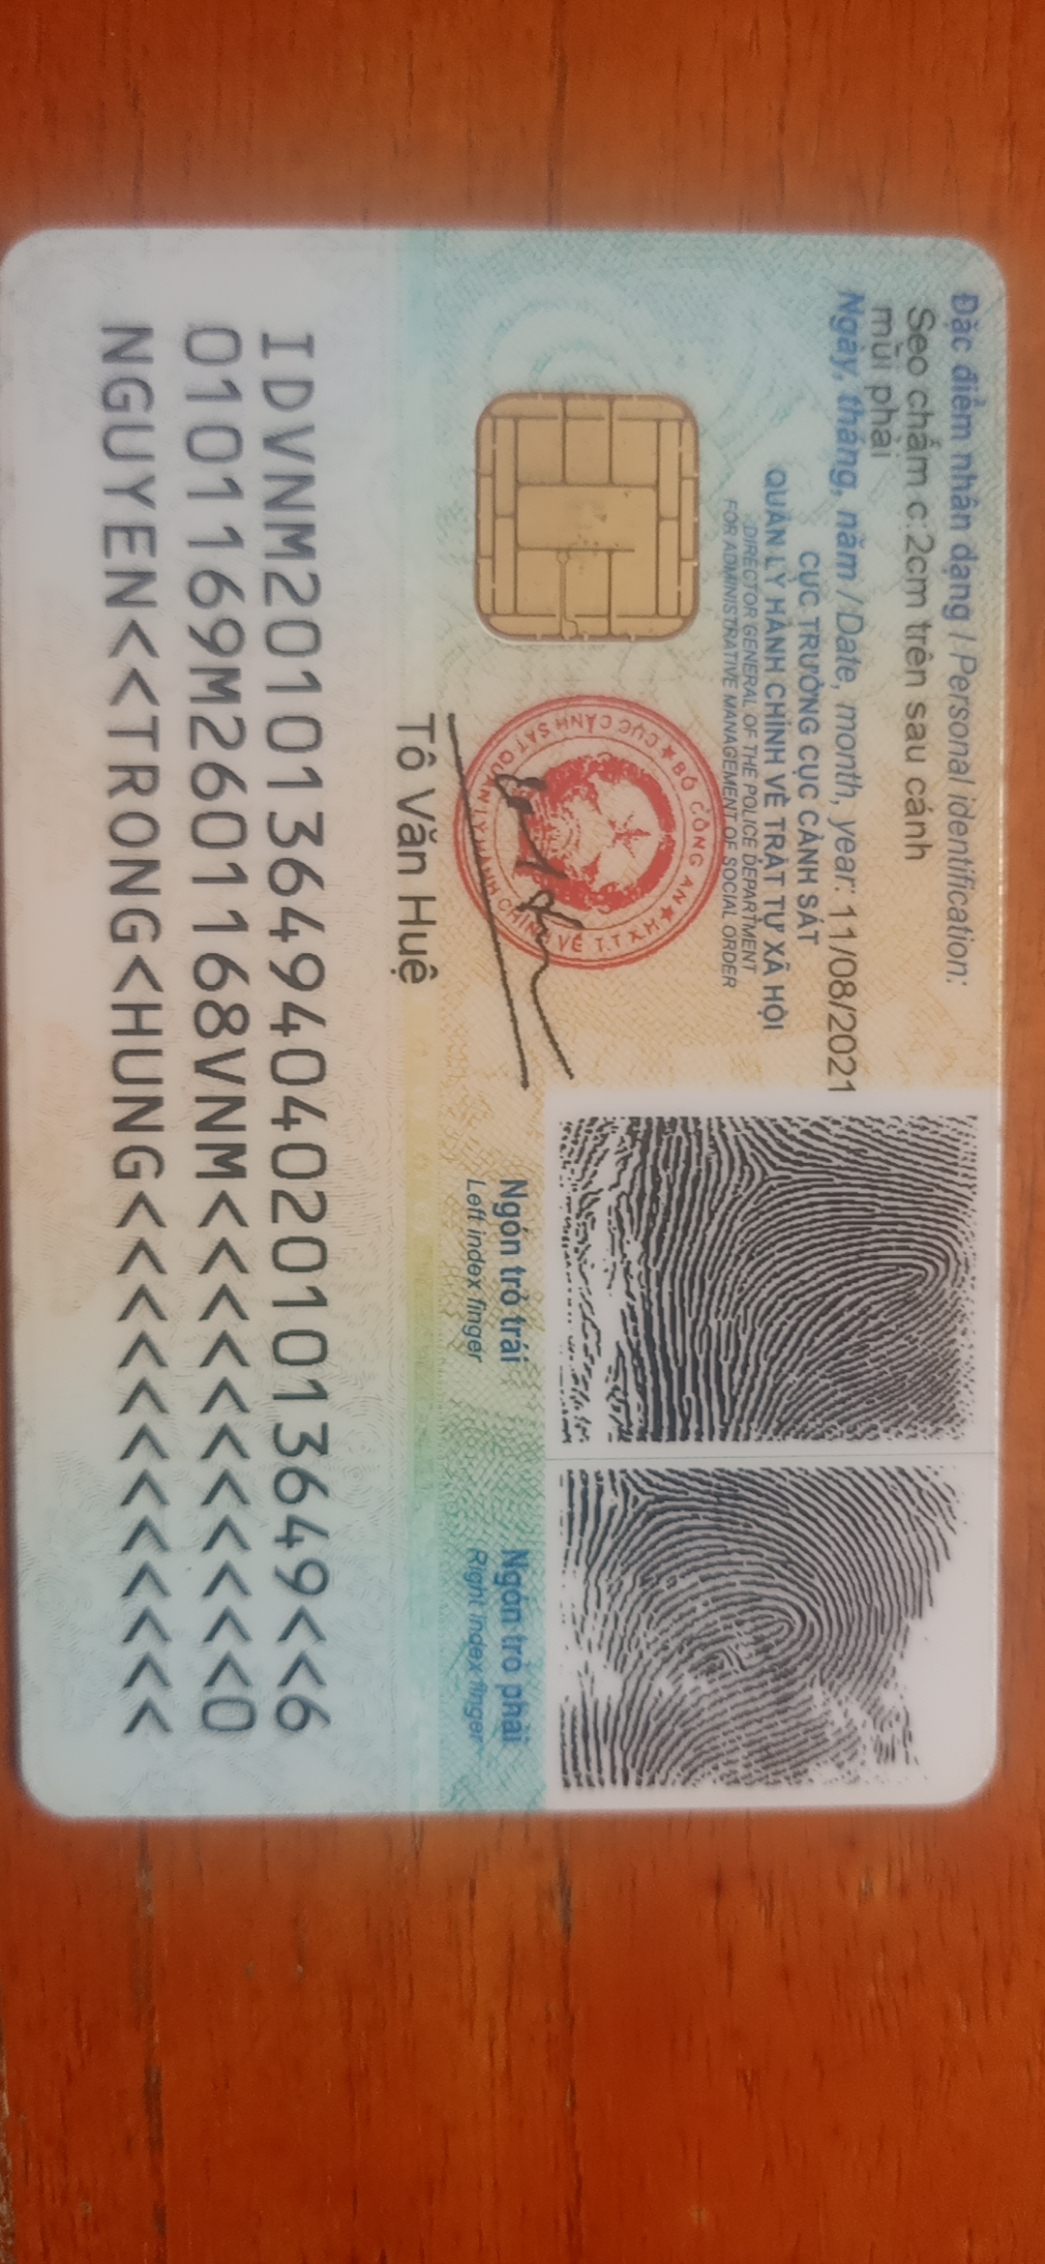 Đặc điểm nhân dạng / Personal identification:
Sẹo chấm c:2cm trên sau cánh
mũi phải
Ngày, tháng, năm / Date, month, year: 11/08/2021
CỤC TRƯỞNG CỤC CẢNH SÁT
QUẢN LÝ HÀNH CHÍNH VỀ TRẬT TỰ XÃ HỘI
DIRECTOR GENERAL OF THE POLICE DEPARTMENT
FOR ADMINISTRATIVE MANAGEMENT OF SOCIAL ORDER
★ BỘ CÔNG AN ★
CỤC CẢNH SÁT QUẢN LÝ HÀNH CHÍNH VỀ T.T.X.H
Tô Văn Huệ
Ngón trỏ trái
Left index finger
Ngón trỏ phải
Right index finger
IDVNM2010136494040201013649<<6
0101169M2601168VNM<<<<<<<<<<<0
NGUYEN<<TRONG<HUNG<<<<<<<<<<<<